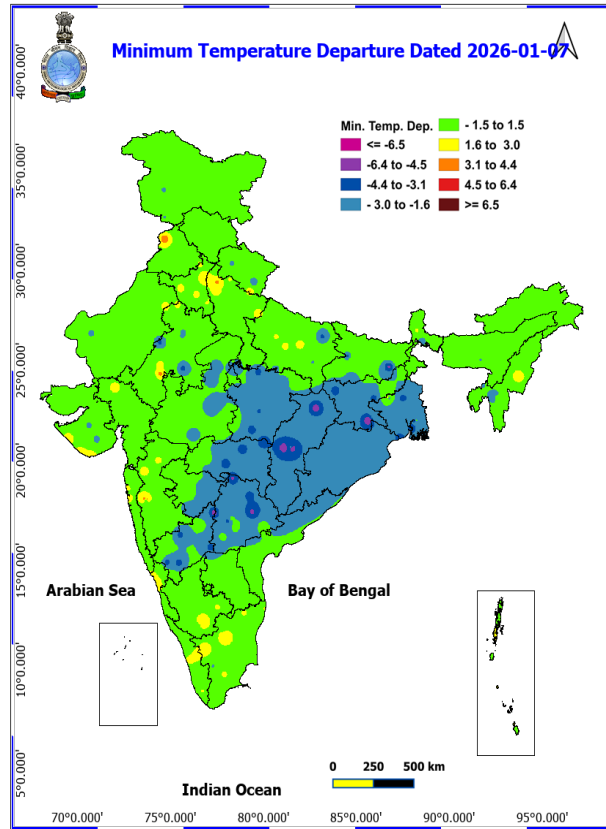 Minimum Temperature Departure Dated 2026-01-07
Min. Temp. Dep.
<= -6.5
-6.4 to -4.5
-4.4 to -3.1
- 3.0 to -1.6
- 1.5 to 1.5
1.6 to 3.0
3.1 to 4.4
4.5 to 6.4
>= 6.5
40°0.000'
35°0.000'
30°0.000'
25°0.000'
20°0.000'
15°0.000'
10°0.000'
5°0.000'
Arabian Sea
Bay of Bengal
Indian Ocean
0 250 500 km
70°0.000' 75°0.000' 80°0.000' 85°0.000' 90°0.000' 95°0.000'